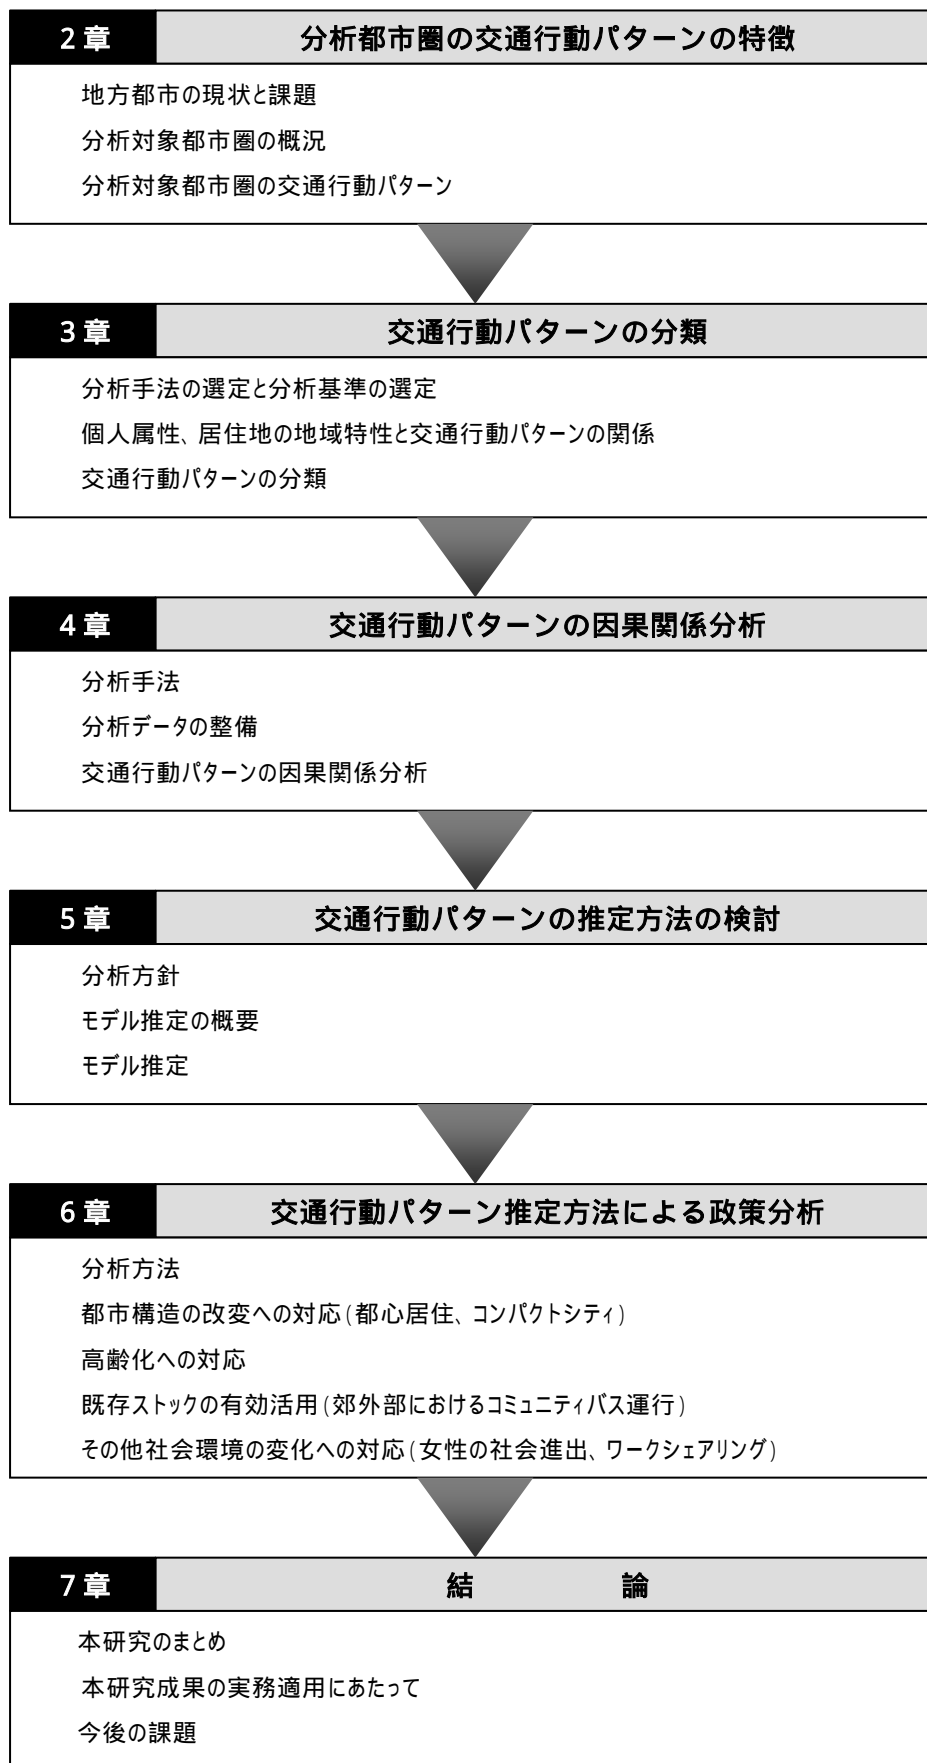 2章 分析都市圏の交通行動パターンの特徴
地方都市の現状と課題
分析対象都市圏の概況
分析対象都市圏の交通行動パターン
3章 交通行動パターンの分類
分析手法の選定と分析基準の選定
個人属性、居住地の地域特性と交通行動パターンの関係
交通行動パターンの分類
4章 交通行動パターンの因果関係分析
分析手法
分析データの整備
交通行動パターンの因果関係分析
5章 交通行動パターンの推定方法の検討
分析方針
モデル推定の概要
モデル推定
6章 交通行動パターン推定方法による政策分析
分析方法
都市構造の改変への対応(都心居住、コンパクトシティ)
高齢化への対応
既存ストックの有効活用(郊外部におけるコミュニティバス運行)
その他社会環境の変化への対応(女性の社会進出、ワークシェアリング)
7章 結論
本研究のまとめ
本研究成果の実務適用にあたって
今後の課題